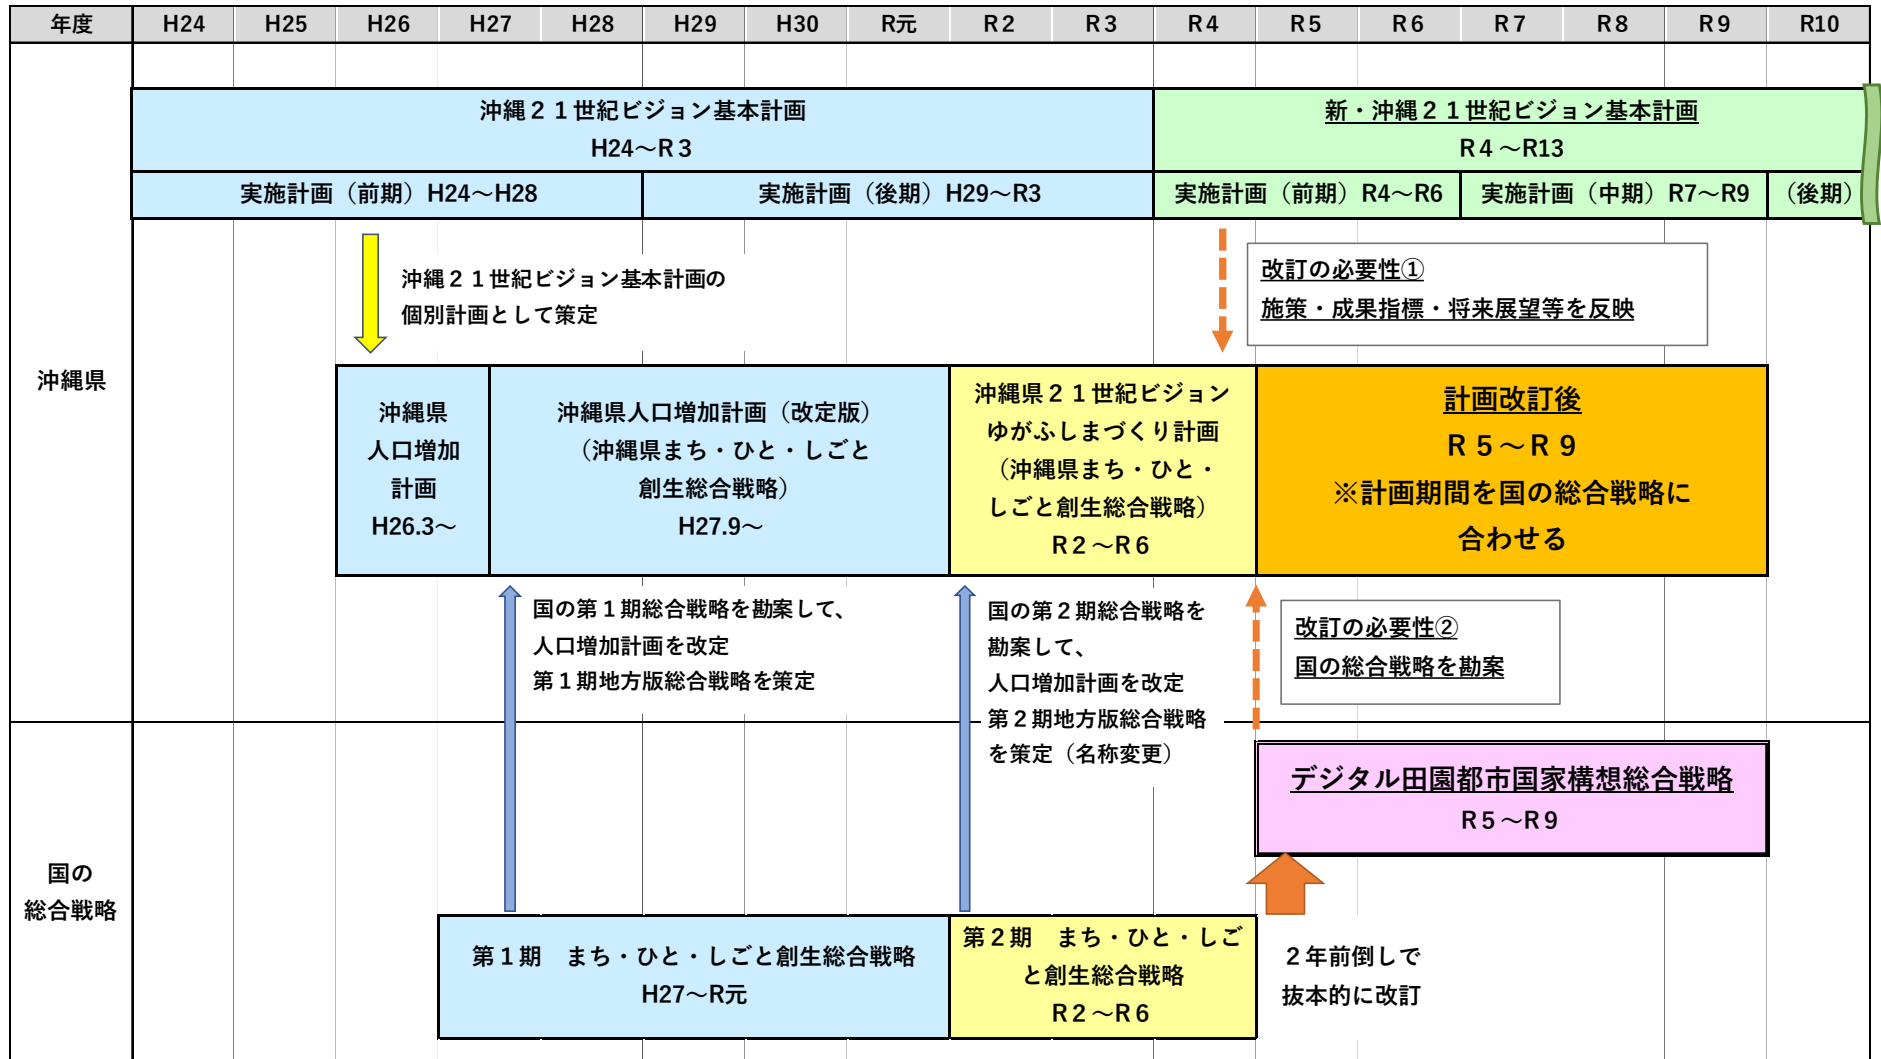 年度 H24 H25 H26 H27 H28 H29 H30 R元 R２ R３ R４ R５ R６ R７ R８ R９ R10
沖縄２１世紀ビジョン基本計画
H24～R３
新・沖縄２１世紀ビジョン基本計画
R４～R13
実施計画（前期）H24～H28
実施計画（後期）H29～R3
実施計画（前期）R4～R6
実施計画（中期）R7～R9
（後期）
沖縄２１世紀ビジョン基本計画の
個別計画として策定
改訂の必要性①
施策・成果指標・将来展望等を反映
沖縄県
沖縄県
人口増加
計画
H26.3～
沖縄県人口増加計画（改定版）
（沖縄県まち・ひと・しごと
創生総合戦略）
H27.9～
沖縄県２１世紀ビジョン
ゆがふしまづくり計画
（沖縄県まち・ひと・
しごと創生総合戦略）
R２～R６
計画改訂後
R５～R９
※計画期間を国の総合戦略に
合わせる
国の第１期総合戦略を勘案して、
人口増加計画を改定
第１期地方版総合戦略を策定
国の第２期総合戦略を
勘案して、
人口増加計画を改定
第２期地方版総合戦略
を策定（名称変更）
改訂の必要性②
国の総合戦略を勘案
国の
総合戦略
デジタル田園都市国家構想総合戦略
R５～R９
第１期　まち・ひと・しごと創生総合戦略
H27～R元
第２期　まち・ひと・しご
と創生総合戦略
R２～R６
２年前倒しで
抜本的に改訂